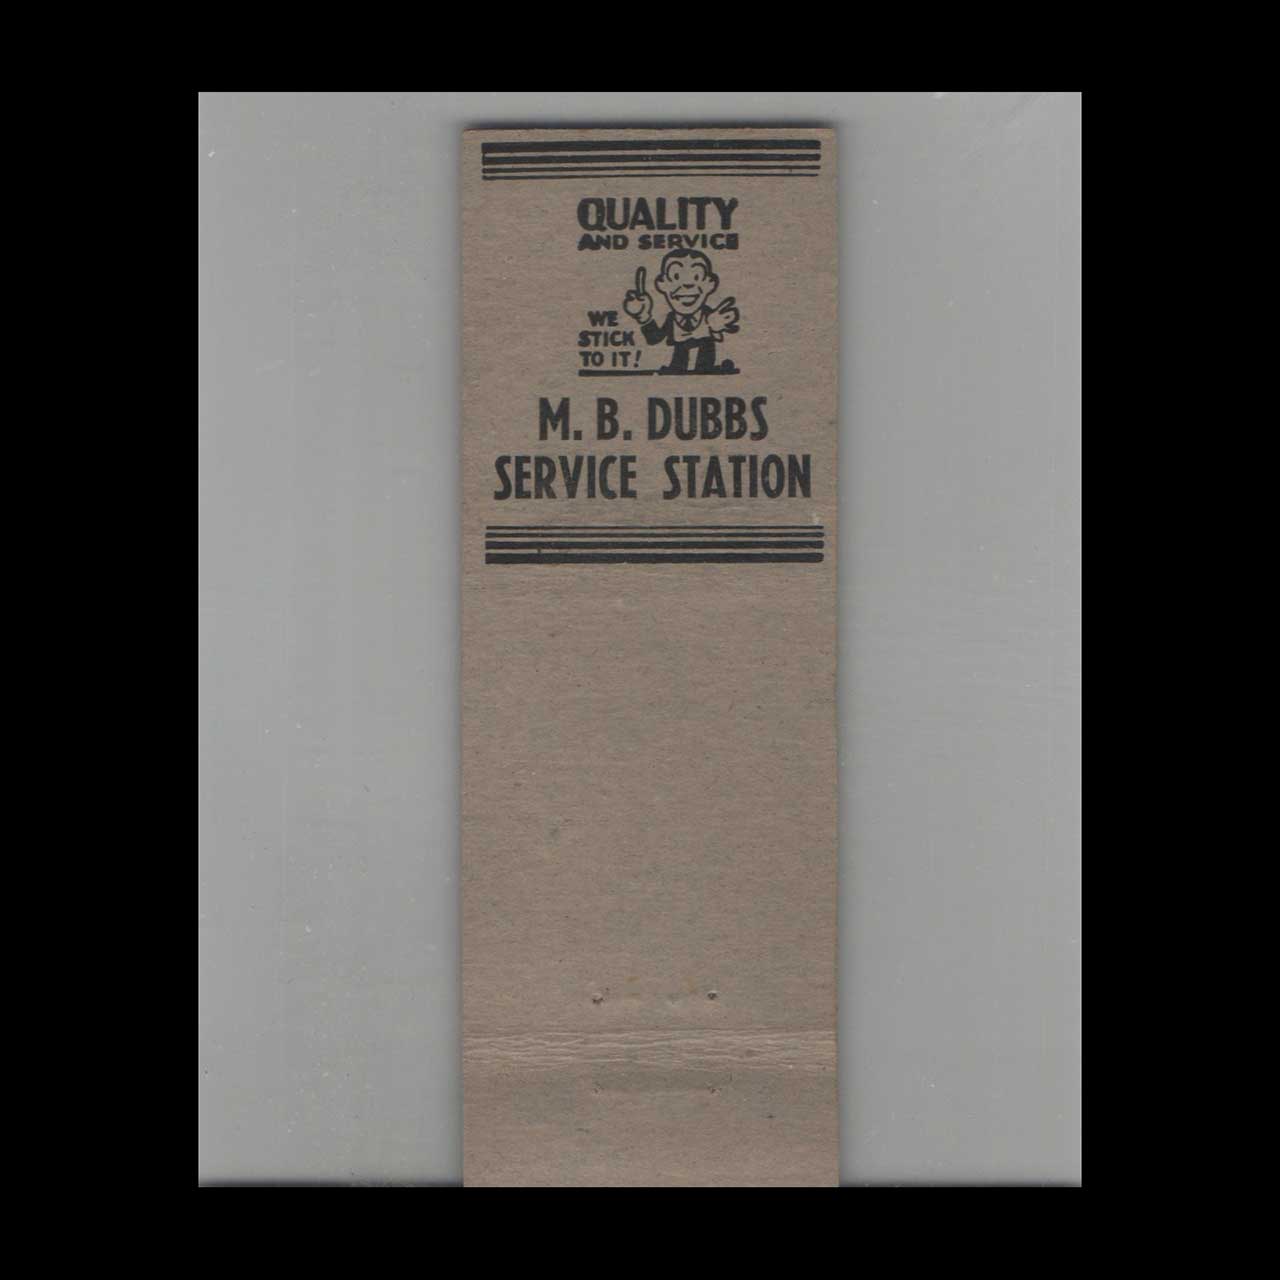 QUALITY
AND SERVICE
WE
STICK
TO IT!
M. B. DUBBS
SERVICE STATION